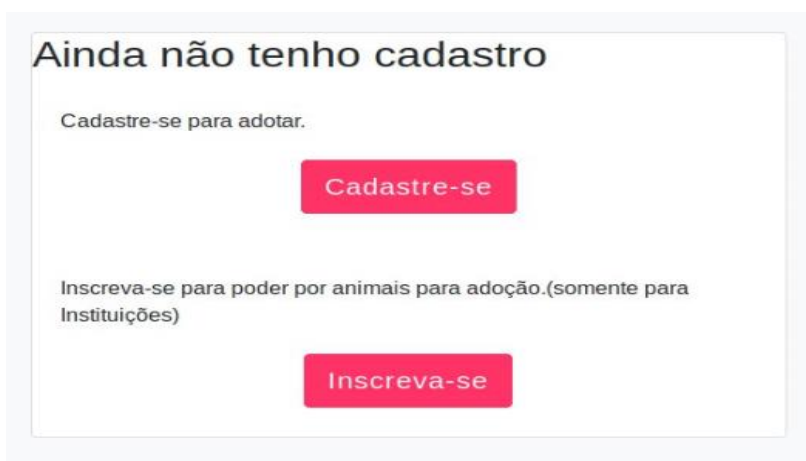 Ainda não tenho cadastro
Cadastre-se para adotar.
Cadastre-se
Inscreva-se para poder por animais para adoção.(somente para
Instituições)
Inscreva-se